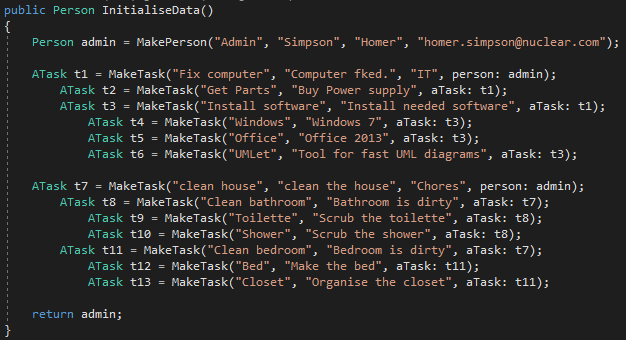 public Person InitialiseData()
{
Person admin = MakePerson("Admin", "Simpson", "Homer", "homer.simpson@nuclear.com");
ATask t1 = MakeTask("Fix computer", "Computer fked.", "IT", person: admin);
ATask t2 = MakeTask("Get Parts", "Buy Power supply", aTask: t1);
ATask t3 = MakeTask("Install software", "Install needed software", aTask: t1);
ATask t4 = MakeTask("Windows", "Windows 7", aTask: t3);
ATask t5 = MakeTask("Office", "Office 2013", aTask: t3);
ATask t6 = MakeTask("UMLet", "Tool for fast UML diagrams", aTask: t3);
ATask t7 = MakeTask("clean house", "clean the house", "Chores", person: admin);
ATask t8 = MakeTask("Clean bathroom", "Bathroom is dirty", aTask: t7);
ATask t9 = MakeTask("Toilette", "Scrub the toilette", aTask: t8);
ATask t10 = MakeTask("Shower", "Scrub the shower", aTask: t8);
ATask t11 = MakeTask("Clean bedroom", "Bedroom is dirty", aTask: t7);
ATask t12 = MakeTask("Bed", "Make the bed", aTask: t11);
ATask t13 = MakeTask("Closet", "Organise the closet", aTask: t11);
return admin;
}